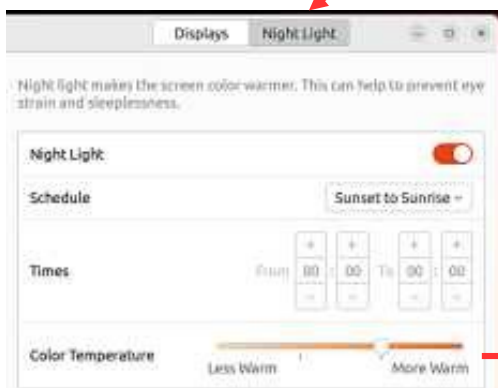 Displays Night Light
Night light makes the screen color warmer. This can help to prevent eye
strain and sleeplessness.
Night Light
Schedule Sunset to Sunrise
Times From 00 : 00 To 00 : 00
Color Temperature Less Warm More Warm